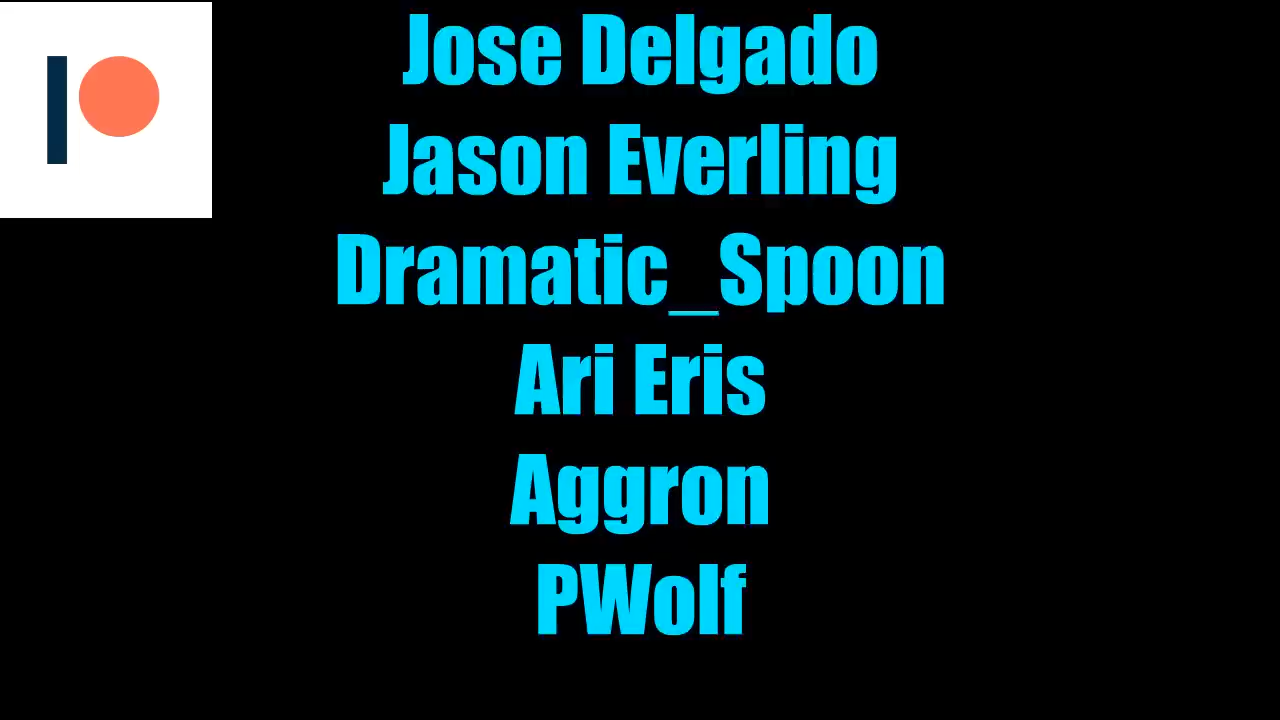 Jose Delgado
Jason Everling
Dramatic_Spoon
Ari Eris
Aggron
PWolf